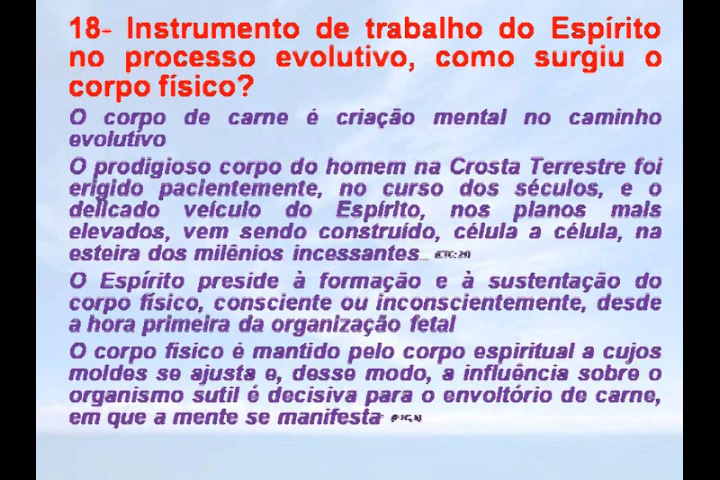 18- Instrumento de trabalho do Espírito
no processo evolutivo, como surgiu o
corpo físico?
O corpo de carne é criação mental no caminho
evolutivo
O prodigioso corpo do homem na Crosta Terrestre foi
erigido pacientemente, no curso dos séculos, e o
delicado veículo do Espírito, nos planos mais
elevados, vem sendo construído, célula a célula, na
esteira dos milênios incessantes...
O Espírito preside à formação e à sustentação do
corpo físico, consciente ou inconscientemente, desde
a hora primeira da organização fetal
O corpo físico é mantido pelo corpo espiritual a cujos
moldes se ajusta e, desse modo, a influência sobre o
organismo sutil é decisiva para o envoltório de carne,
em que a mente se manifesta